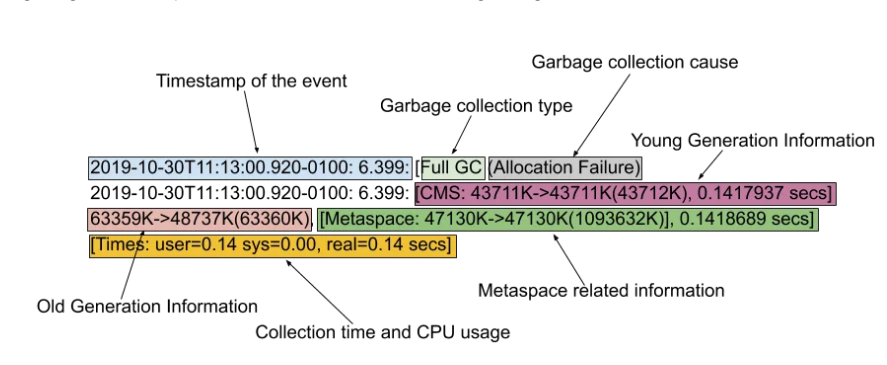 Garbage collection cause
Timestamp of the event
Garbage collection type
Young Generation Information
2019-10-30T11:13:00.920-0100: 6.399: [Full GC (Allocation Failure)
2019-10-30T11:13:00.920-0100: 6.399: [CMS: 43711K->43711K(43712K), 0.1417937 secs]
63359K->48737K(63360K), [Metaspace: 47130K->47130K(1093632K)], 0.1418689 secs]
[Times: user=0.14 sys=0.00, real=0.14 secs]
Metaspace related information
Old Generation Information
Collection time and CPU usage